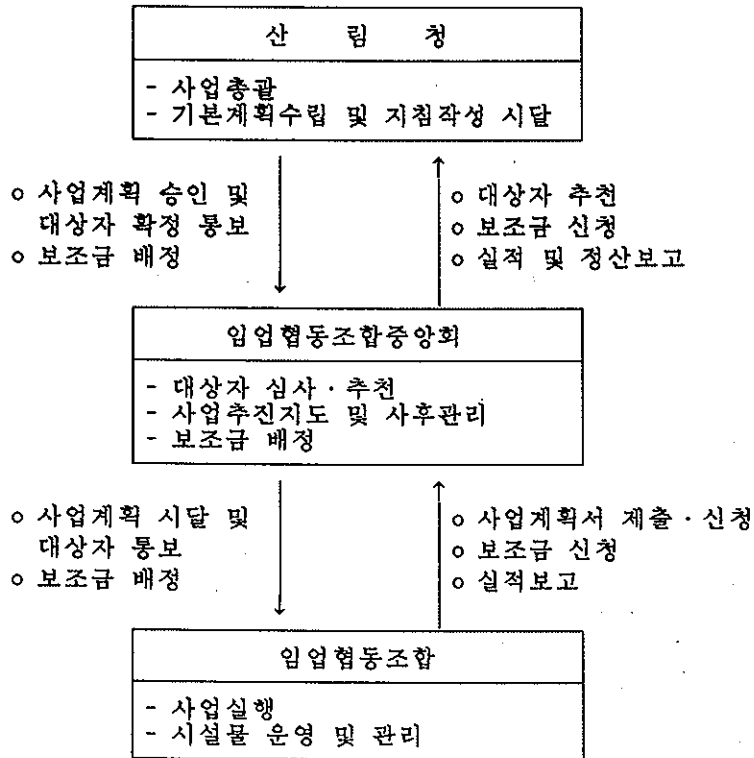 산 림 청
- 사업총괄
- 기본계획수립 및 지침작성 시달
o 사업계획 승인 및
대상자 확정 통보
o 보조금 배정
o 대상자 추천
o 보조금 신청
o 실적 및 정산보고
임업협동조합중앙회
- 대상자 심사 · 추천
- 사업추진지도 및 사후관리
- 보조금 배정
o 사업계획 시달 및
대상자 통보
o 보조금 배정
o 사업계획서 제출 · 신청
o 보조금 신청
o 실적보고
임업협동조합
- 사업실행
- 시설물 운영 및 관리